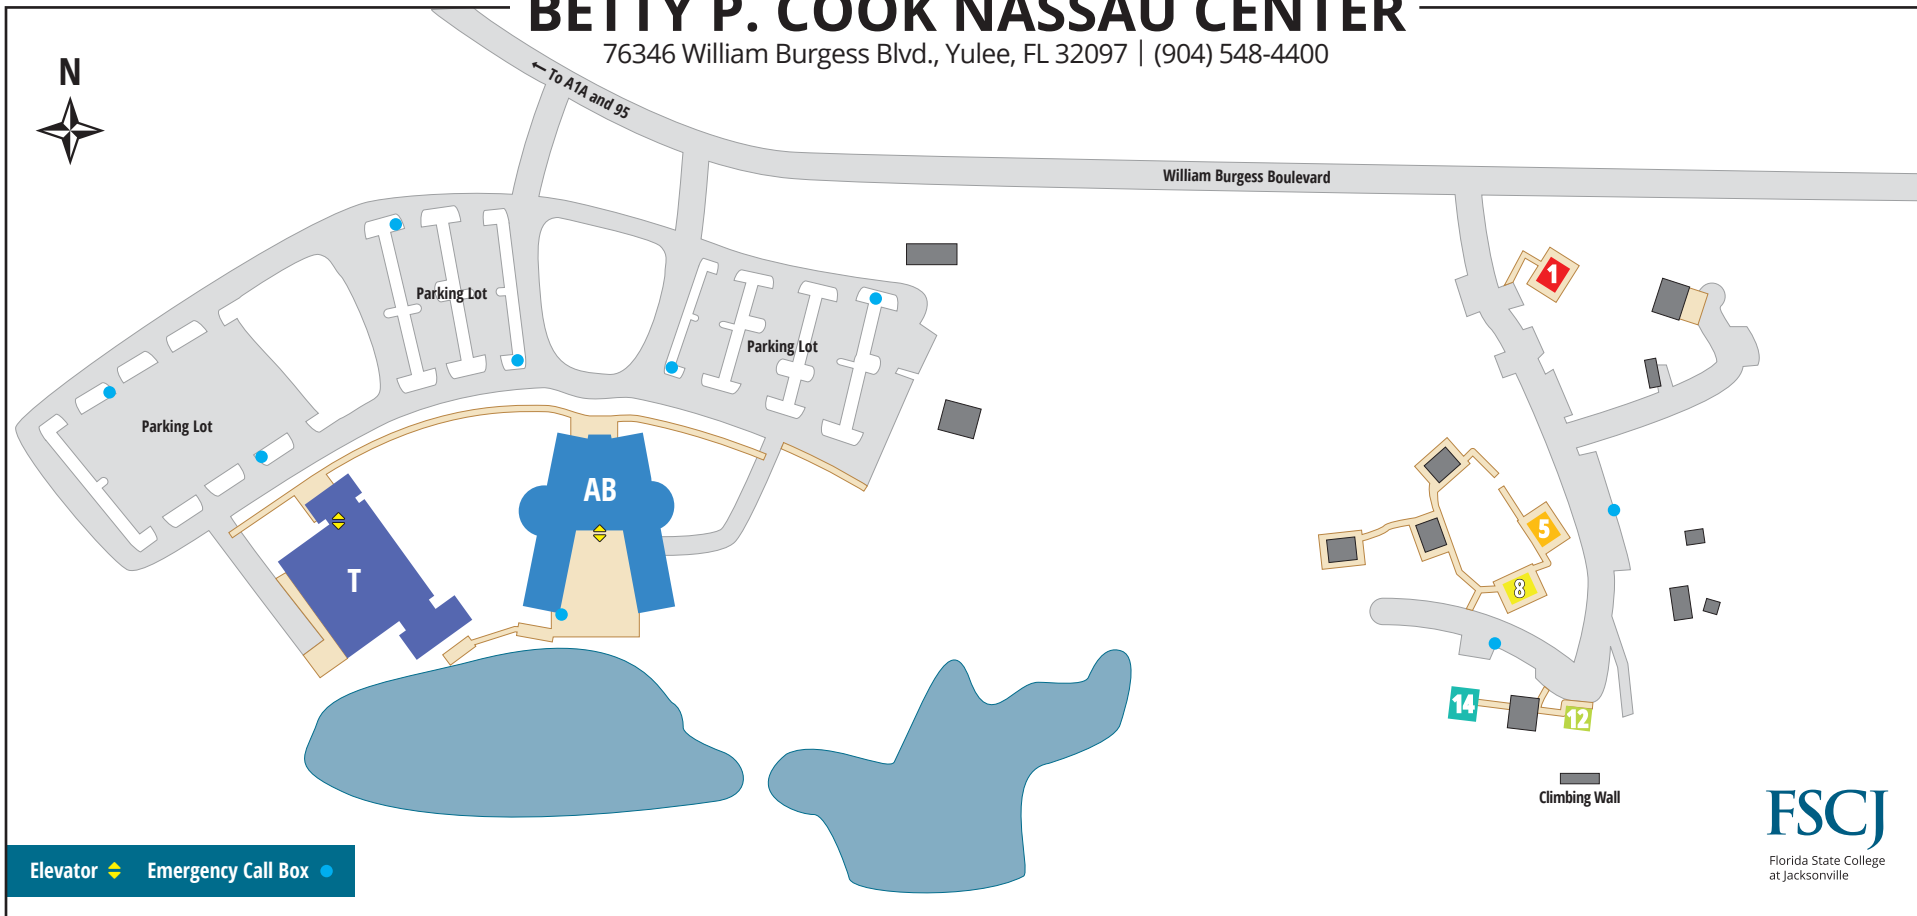 BETTY P. COOK NASSAU CENTER
76346 William Burgess Blvd., Yulee, FL 32097 | (904) 548-4400
N
← To A1A and 95
William Burgess Boulevard
1
Parking Lot
Parking Lot
Parking Lot
AB
5
T
8
14
12
Climbing Wall
FSCJ
Florida State College
at Jacksonville
Elevator
Emergency Call Box